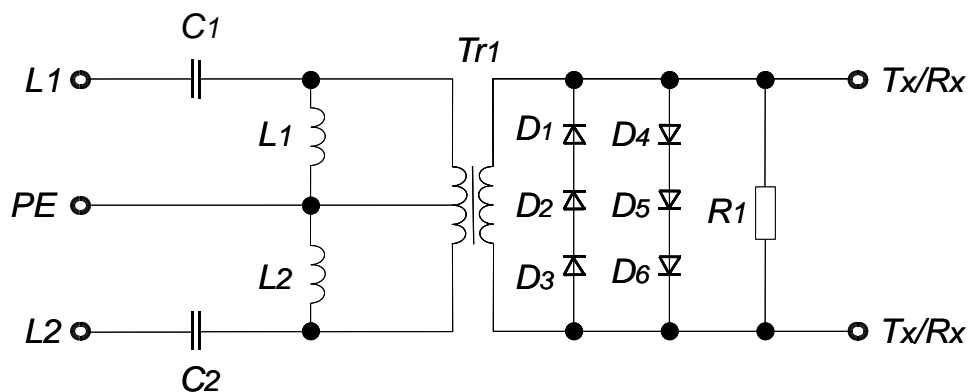 C1
Tr1
L1
Tx/Rx
L1
D1
D4
PE
D2
D5
R1
L2
D3
D6
L2
Tx/Rx
C2